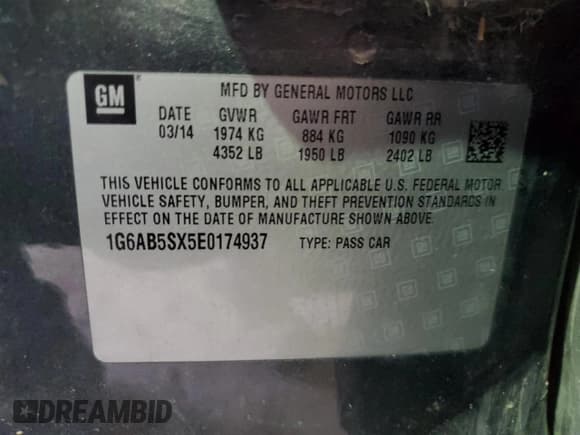 GM
MFD BY GENERAL MOTORS LLC
DATE GVWR GAWR FRT GAWR RR
03/14 1974 KG 884 KG 1090 KG
4352 LB 1950 LB 2402 LB
THIS VEHICLE CONFORMS TO ALL APPLICABLE U.S. FEDERAL MOTOR
VEHICLE SAFETY, BUMPER, AND THEFT PREVENTION STANDARDS IN
EFFECT ON THE DATE OF MANUFACTURE SHOWN ABOVE.
1G6AB5SX5E0174937 TYPE: PASS CAR
DREAMBID